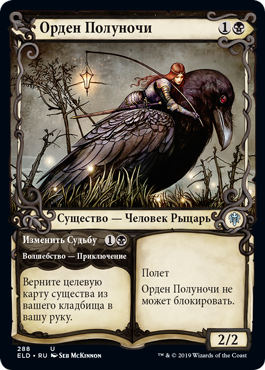 Орден Полуночи 1
Существо — Человек Рыцарь
Изменить Судьбу 1
Волшебство — Приключение
Верните целевую
карту существа из
вашего кладбища в
вашу руку.
Полет
Орден Полуночи не
может блокировать.
2/2
288 U
ELD • RU Seb McKinnon
™ & © 2019 Wizards of the Coast